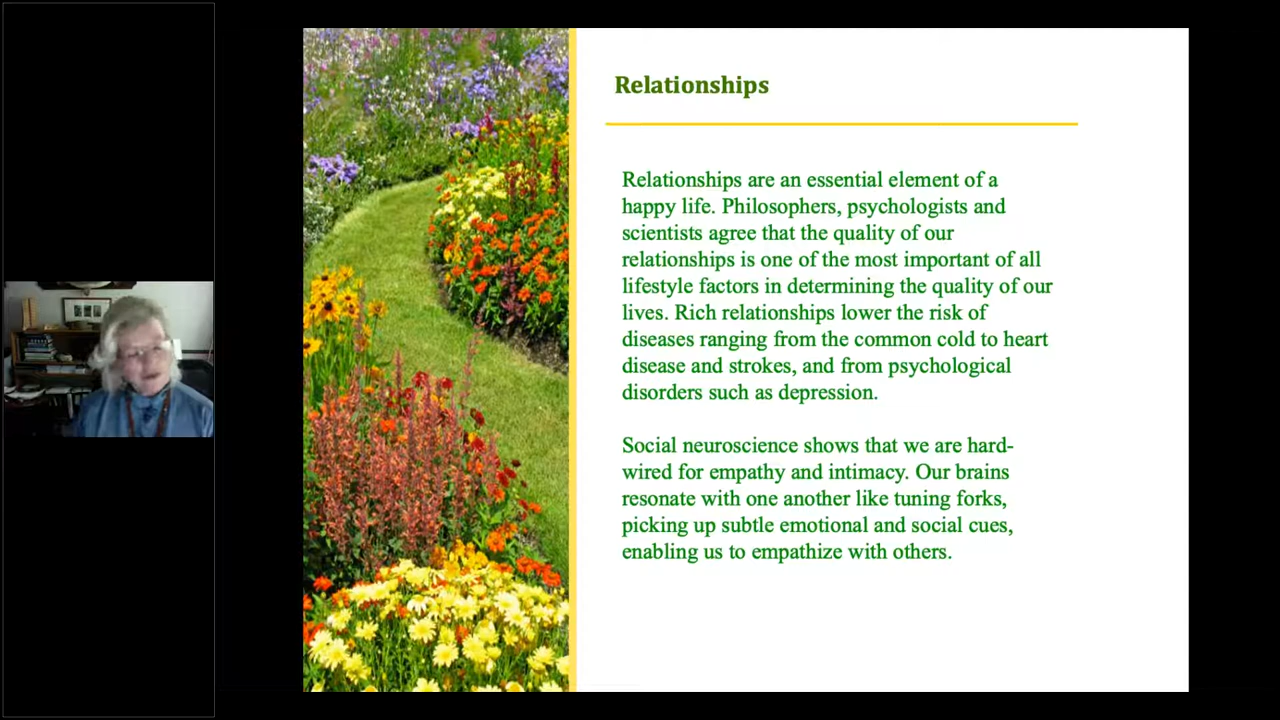 Relationships
Relationships are an essential element of a
happy life. Philosophers, psychologists and
scientists agree that the quality of our
relationships is one of the most important of all
lifestyle factors in determining the quality of our
lives. Rich relationships lower the risk of
diseases ranging from the common cold to heart
disease and strokes, and from psychological
disorders such as depression.
Social neuroscience shows that we are hard-
wired for empathy and intimacy. Our brains
resonate with one another like tuning forks,
picking up subtle emotional and social cues,
enabling us to empathize with others.